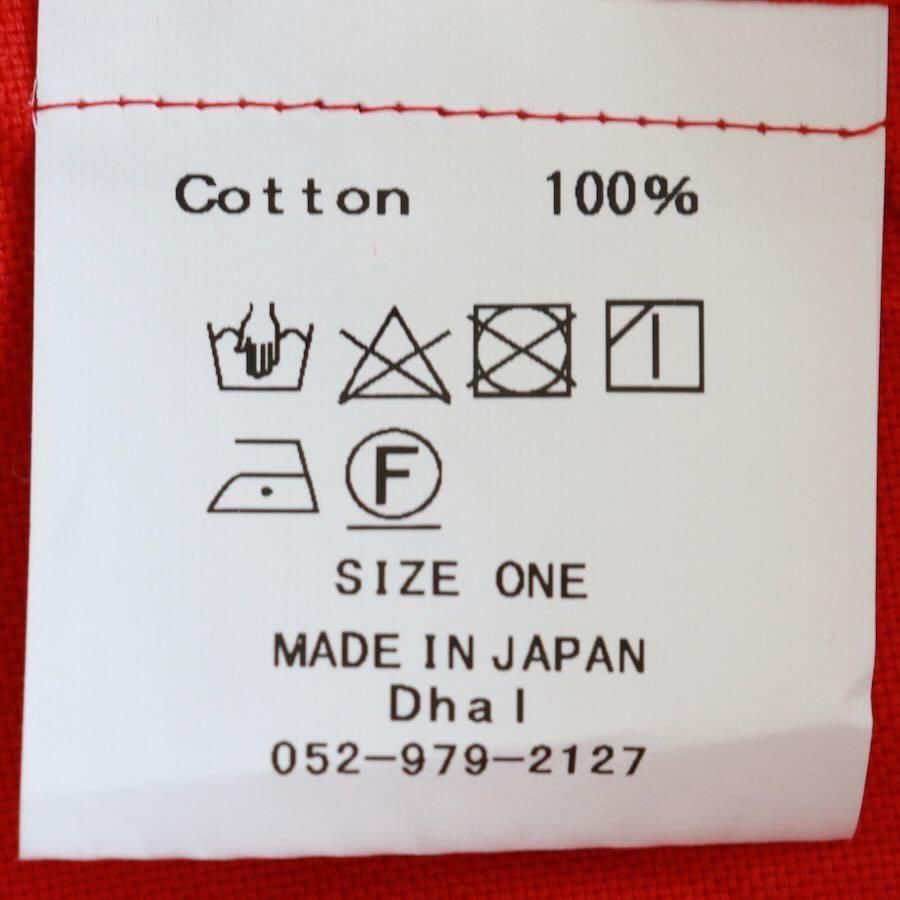 Cotton 100%
F
SIZE ONE
MADE IN JAPAN
Dhal
052-979-2127